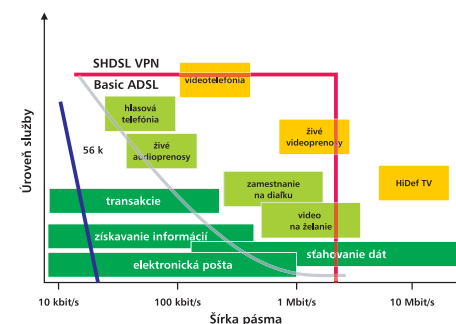 SHDSL VPN
Basic ADSL
videotelefónia
hlasová
telefónia
56 k
živé
audioprenosy
živé
videoprenosy
zamestnanie
na diaľku
HiDef TV
transakcie
video
na želanie
získavanie informácií
sťahovanie dát
elektronická pošta
Úroveň služby
10 kbit/s
100 kbit/s
1 Mbit/s
10 Mbit/s
Šírka pásma